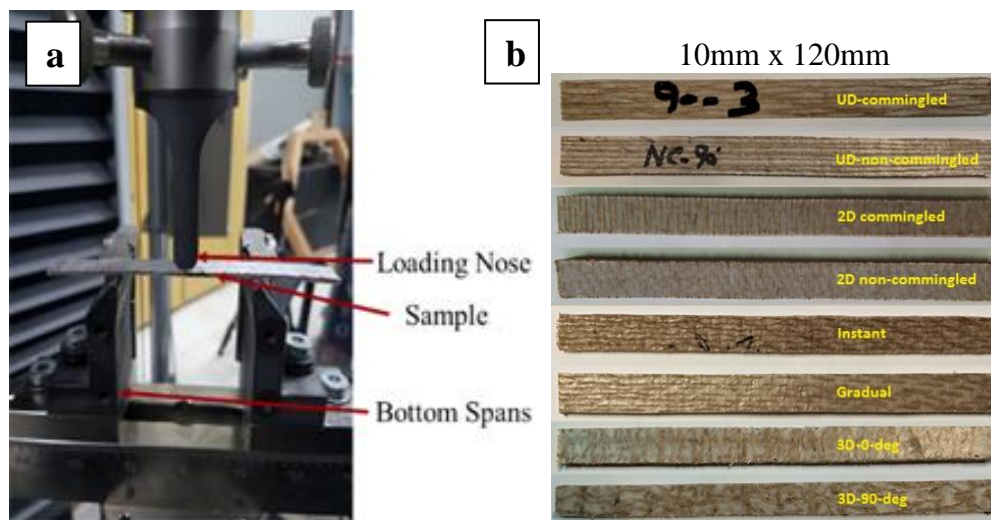 a
Loading Nose
Sample
Bottom Spans
b
10mm x 120mm
9--3
UD-commingled
NC-90
UD-non-commingled
2D commingled
2D non-commingled
Instant
Gradual
3D-0-deg
3D-90-deg